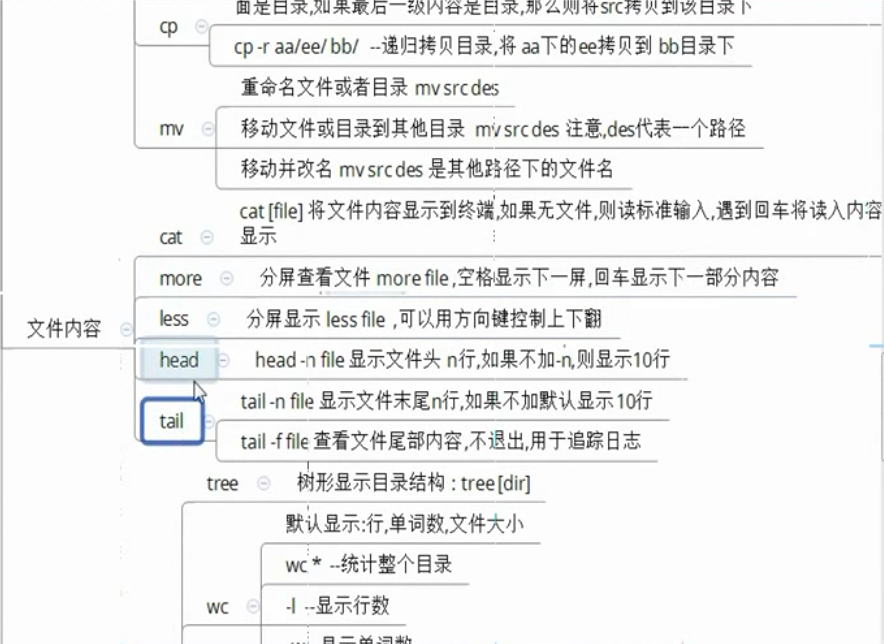 面是目录,如果最后一级内容是目录,那么则将src拷贝到该目录下
cp
cp -r aa/ee/ bb/ --递归拷贝目录,将 aa下的ee拷贝到 bb目录下
重命名文件或者目录 mv src des
mv
移动文件或目录到其他目录 mv src des 注意,des代表一个路径
移动并改名 mv src des 是其他路径下的文件名
cat [file] 将文件内容显示到终端,如果无文件,则读标准输入,遇到回车将读入内容
显示
cat
more 分屏查看文件 more file ,空格显示下一屏,回车显示下一部分内容
文件内容
less 分屏显示 less file ,可以用方向键控制上下翻
head head -n file 显示文件头 n行,如果不加-n,则显示10行
tail -n file 显示文件末尾n行,如果不加默认显示10行
tail
tail -f file 查看文件尾部内容,不退出,用于追踪日志
tree 树形显示目录结构 : tree [dir]
默认显示:行,单词数,文件大小
wc * --统计整个目录
wc -l --显示行数
-w 显示单词数